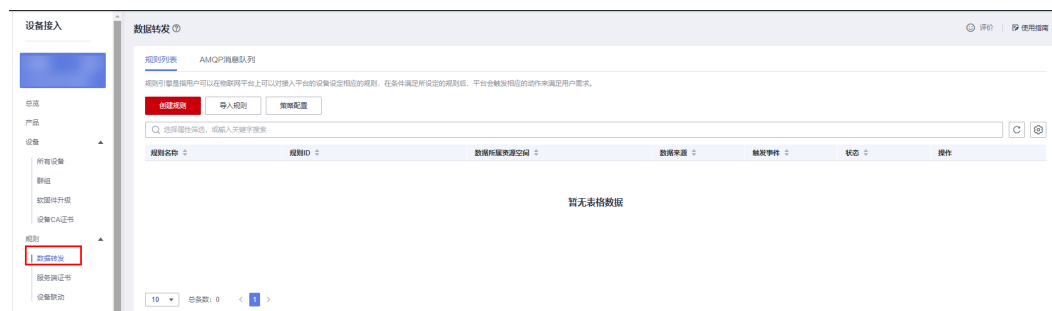 设备接入
总览
产品
设备
所有设备
群组
软固件升级
设备CA证书
规则
数据转发
服务端证书
设备联动
数据转发
评价 使用指南
规则列表 AMQP消息队列
规则引擎是指用户可以在物联网平台上可以对接入平台的设备设定相应的规则，在条件满足所设定的规则后，平台会触发相应的动作来满足用户需求。
创建规则 导入规则 策略配置
选择属性筛选，或输入关键字搜索
规则名称 规则ID 数据所属资源空间 数据来源 触发事件 状态 操作
暂无表格数据
10 总条数：0 < 1 >